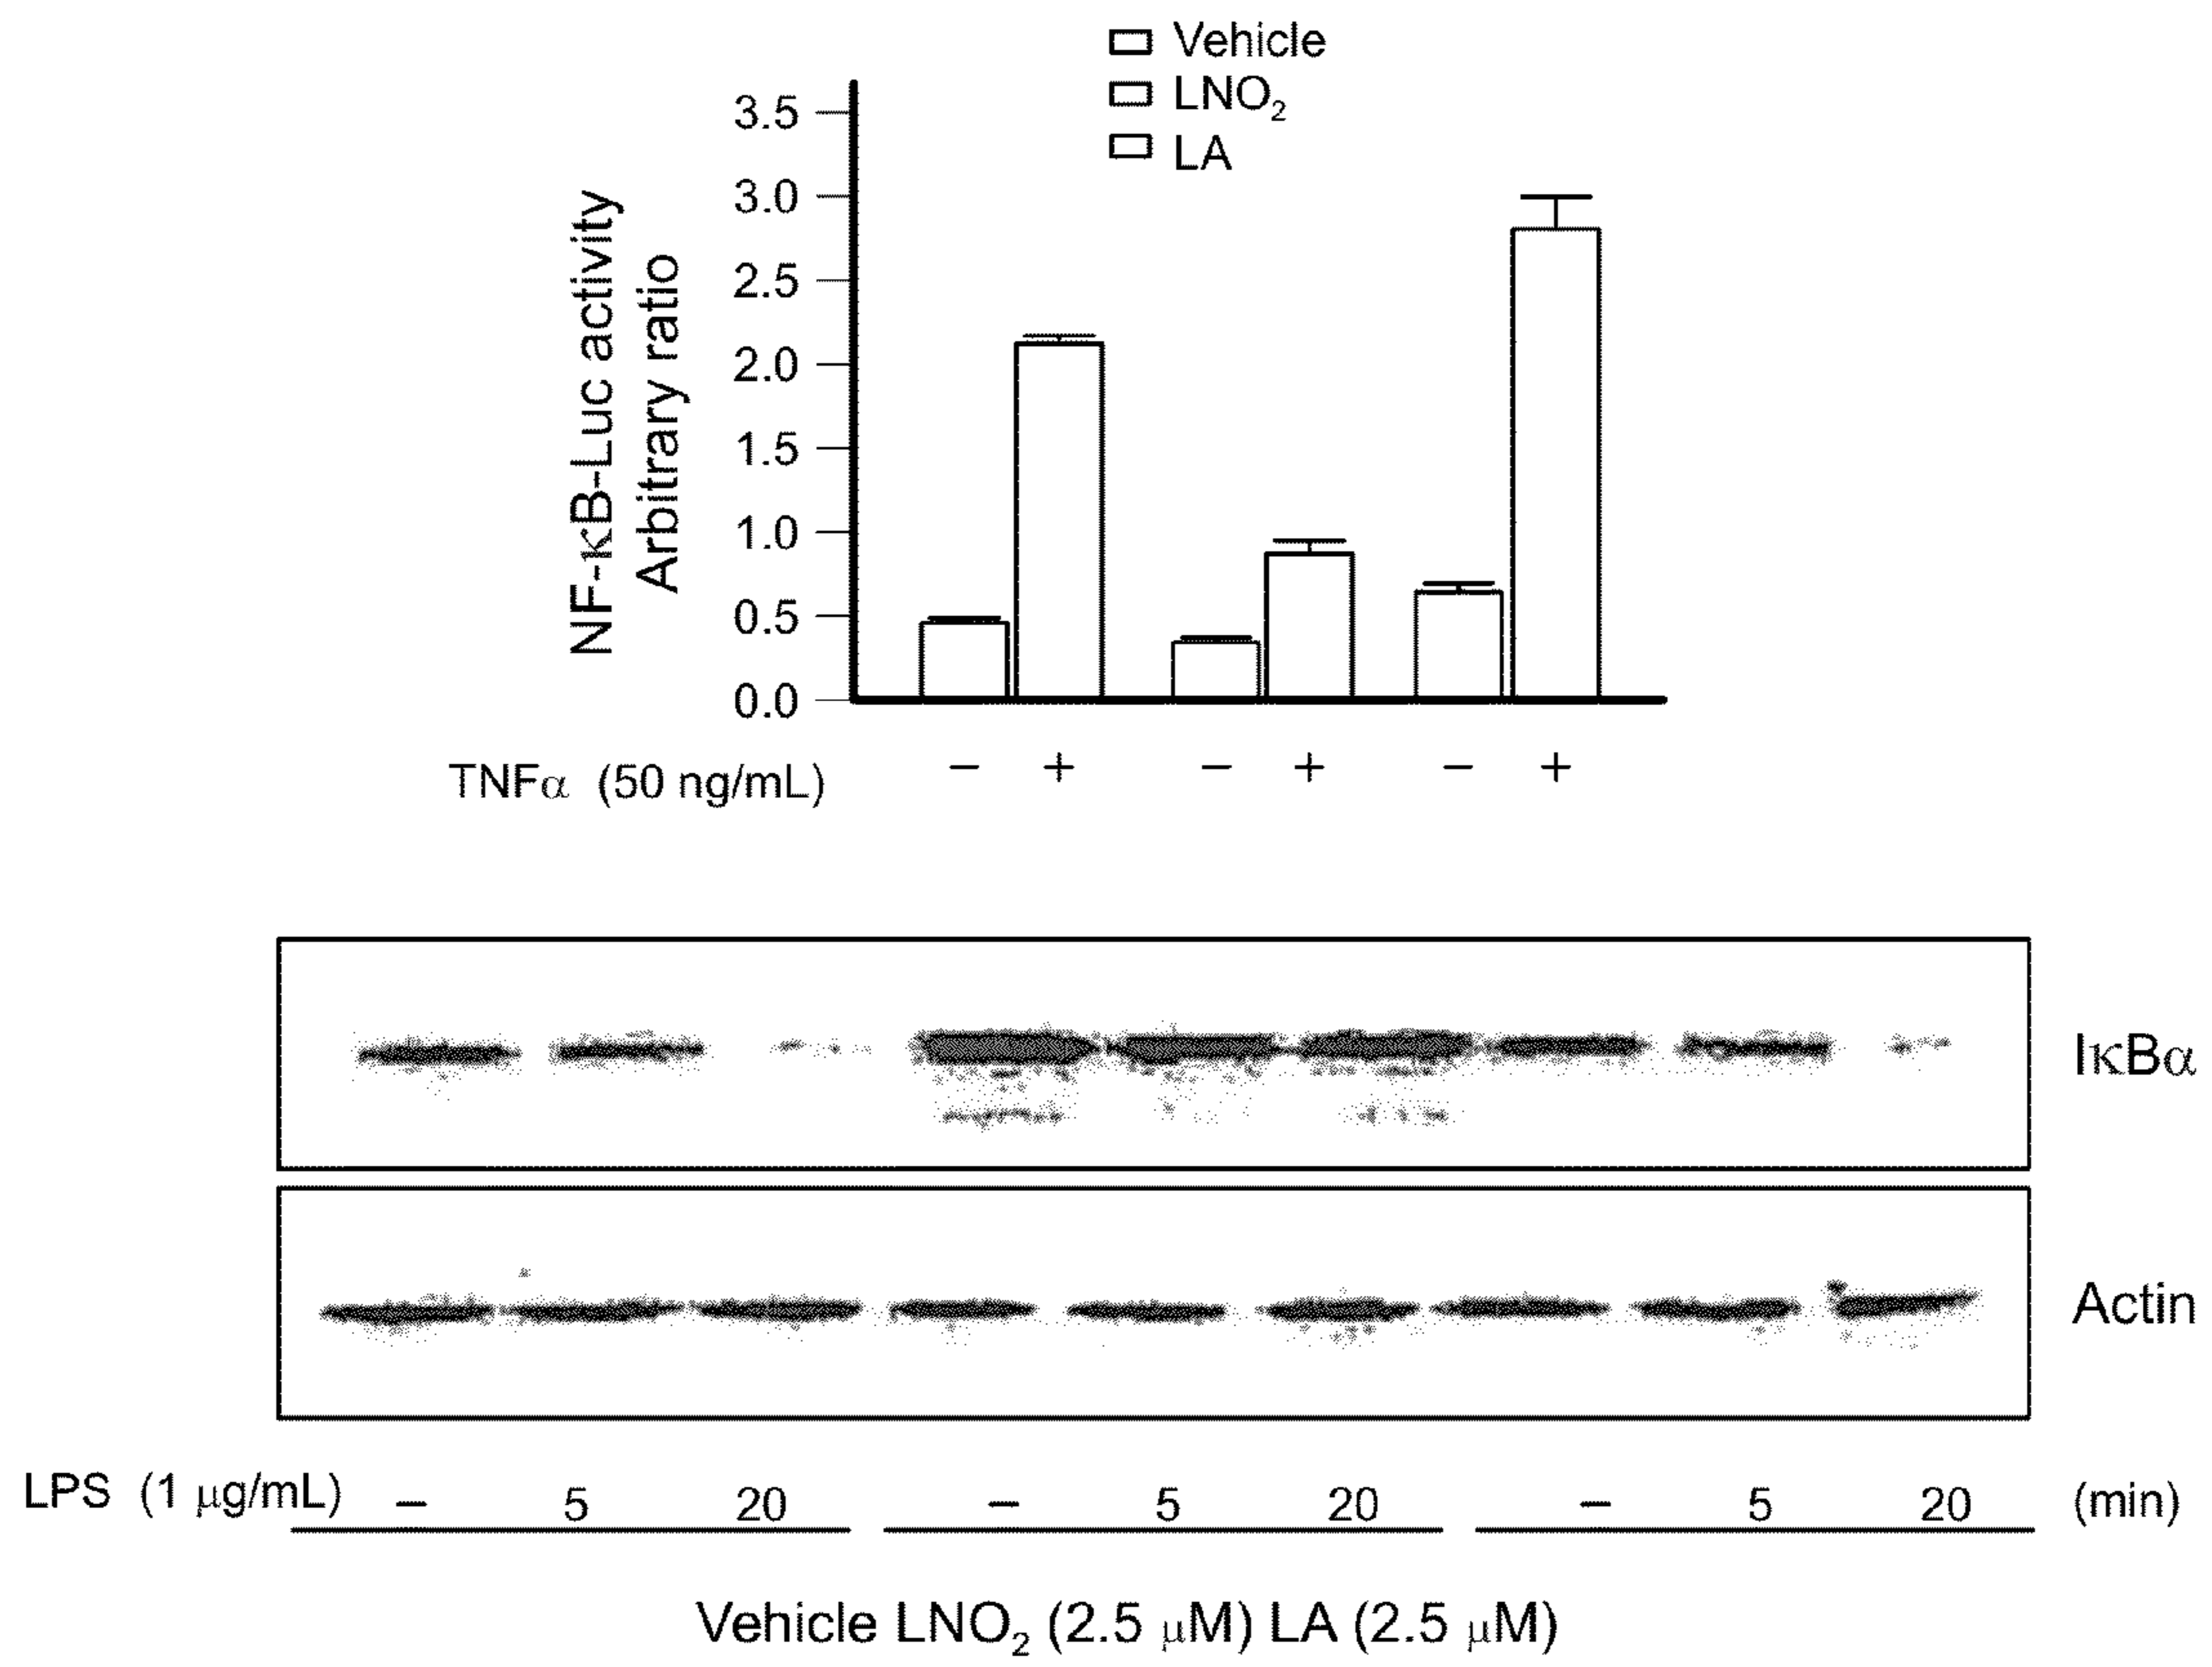 Vehicle
LNO₂
LA
NF-κB-Luc activity
Arbitrary ratio
3.5
3.0
2.5
2.0
1.5
1.0
0.5
0.0
TNFα (50 ng/mL) − + − + − +
IκBα
Actin
LPS (1 μg/mL) − 5 20 − 5 20 − 5 20 (min)
Vehicle LNO₂ (2.5 μM) LA (2.5 μM)